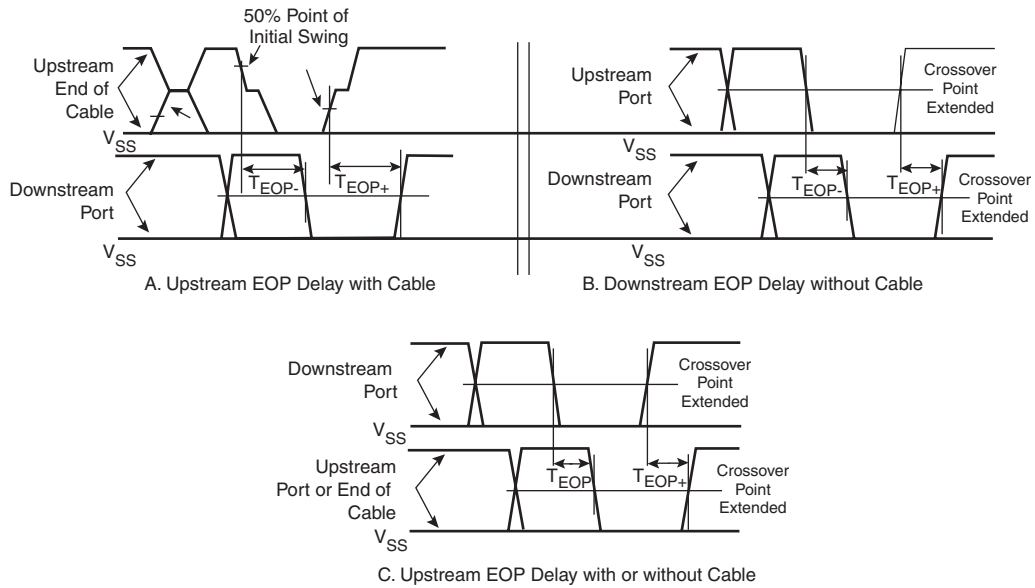 50% Point of
Initial Swing
Upstream
End of
Cable
VSS
Downstream
Port
TEOP-
TEOP+
VSS
A. Upstream EOP Delay with Cable
Upstream
Port
Crossover
Point
Extended
VSS
Downstream
Port
TEOP-
TEOP+
Crossover
Point
Extended
VSS
B. Downstream EOP Delay without Cable
Downstream
Port
Crossover
Point
Extended
VSS
Upstream
Port or End of
Cable
TEOP
TEOP+
Crossover
Point
Extended
VSS
C. Upstream EOP Delay with or without Cable